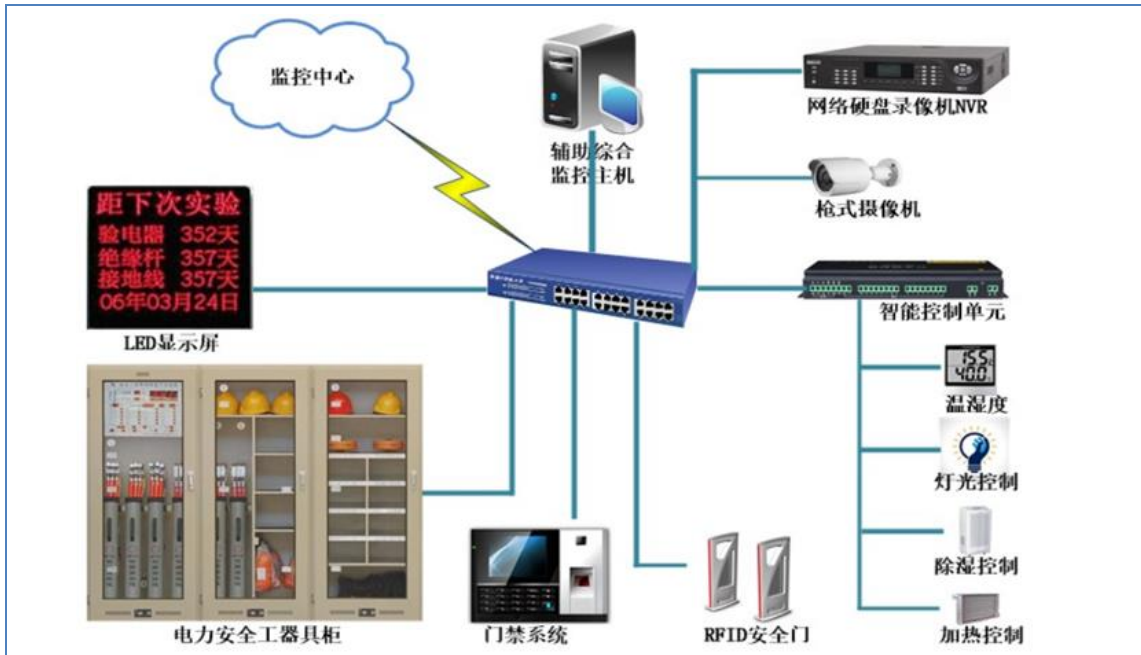 监控中心
辅助综合
监控主机
网络硬盘录像机NVR
枪式摄像机
距下次实验
验电器 352天
绝缘杆 357天
接地线 357天
06年03月24日
LED显示屏
智能控制单元
15.5
40.0
温湿度
灯光控制
除湿控制
加热控制
电力安全工器具柜
门禁系统
RFID安全门